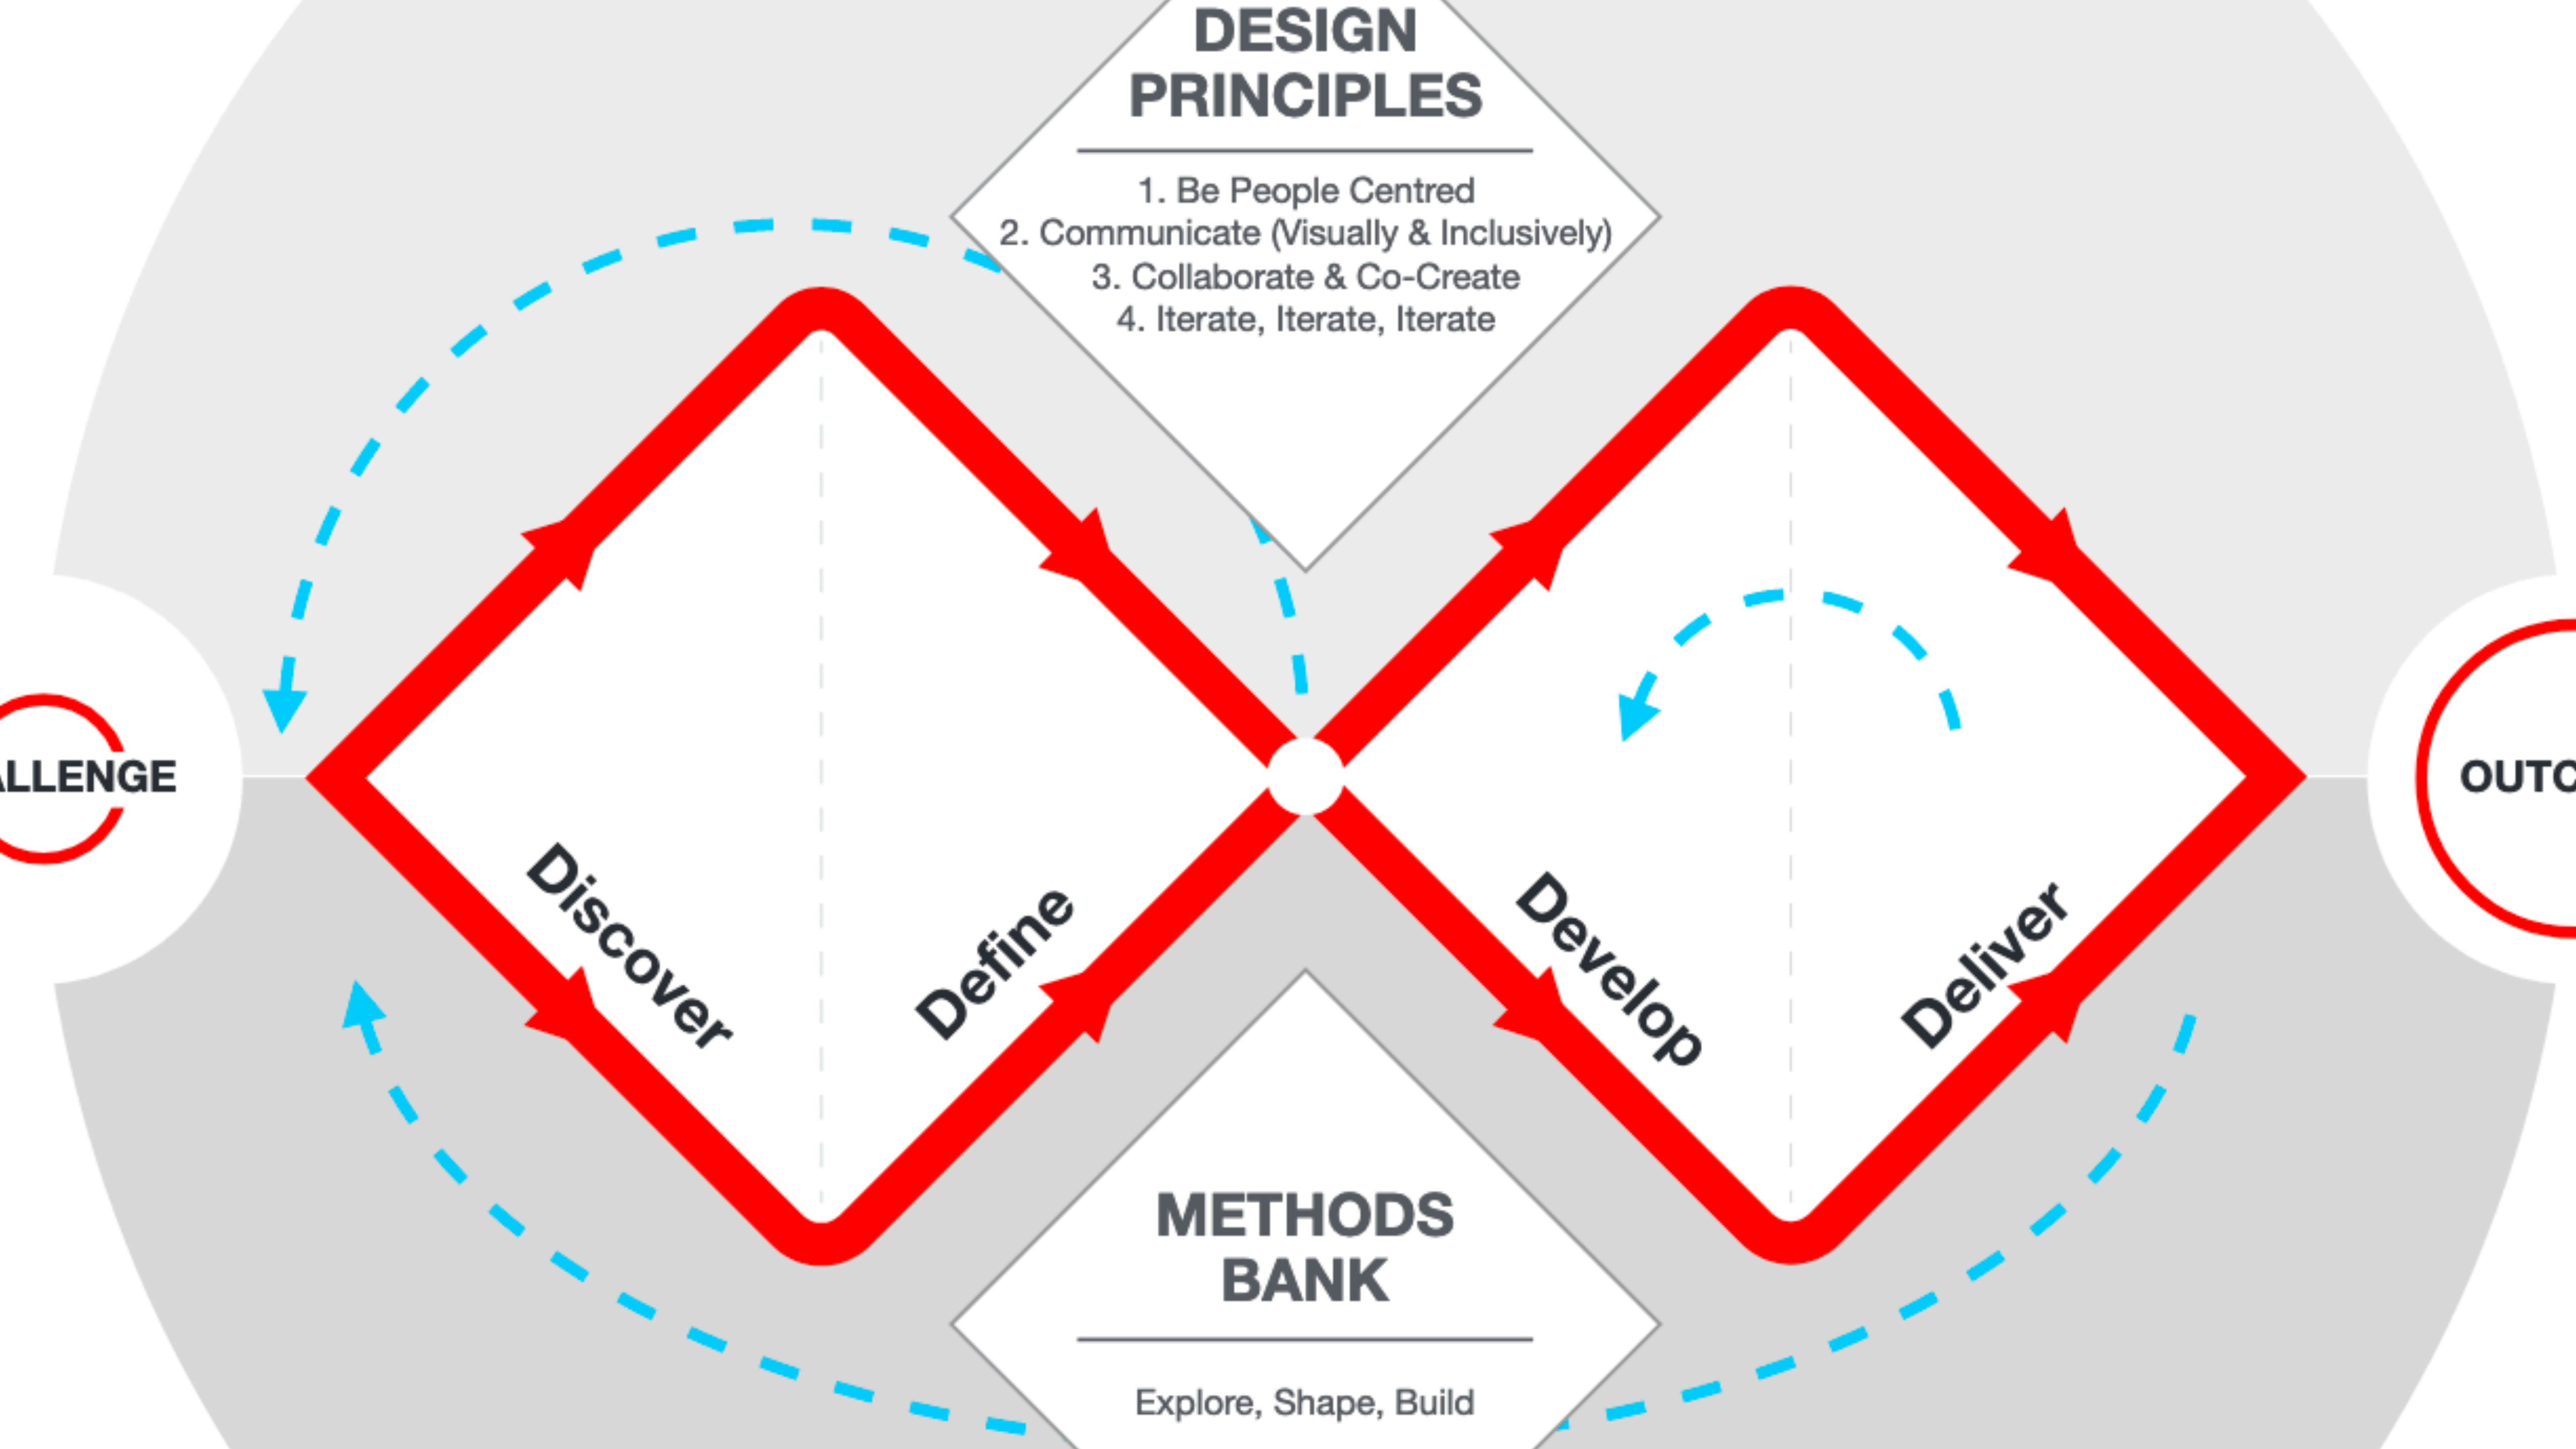 DESIGN
PRINCIPLES
1. Be People Centred
2. Communicate (Visually & Inclusively)
3. Collaborate & Co-Create
4. Iterate, Iterate, Iterate
ALLENGE
OUTC
Discover
Define
Develop
Deliver
METHODS
BANK
Explore, Shape, Build